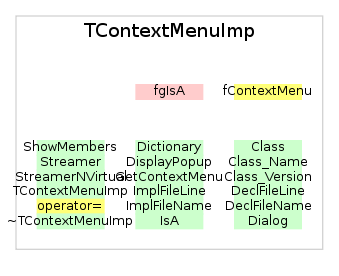 TContextMenuImp
fgIsA fContextMenu
ShowMembers Dictionary Class
Streamer DisplayPopup Class_Name
StreamerNVirtual GetContextMenu Class_Version
TContextMenuImp ImplFileLine DeclFileLine
operator= ImplFileName DeclFileName
~TContextMenuImp IsA Dialog